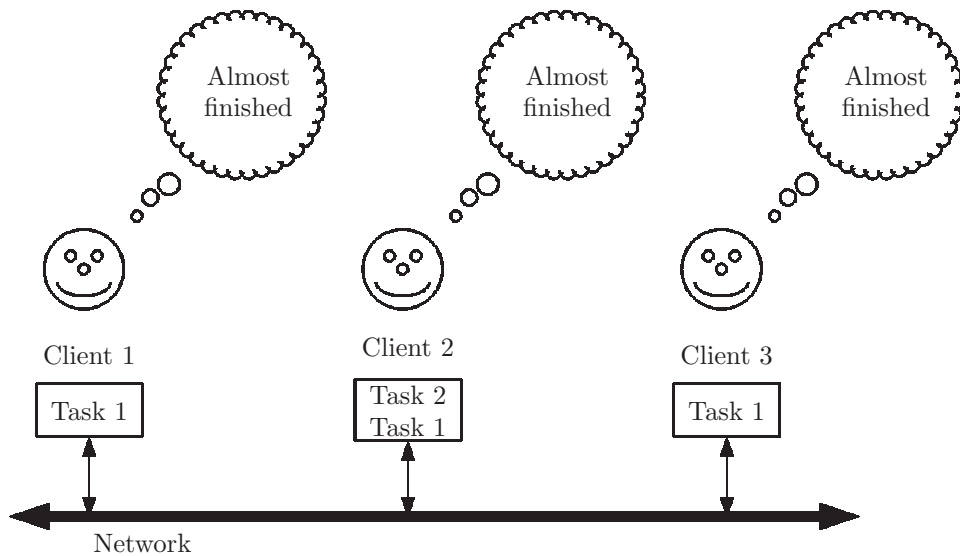 Almost
finished
Almost
finished
Almost
finished
Client 1
Client 2
Client 3
Task 1
Task 2
Task 1
Task 1
Network